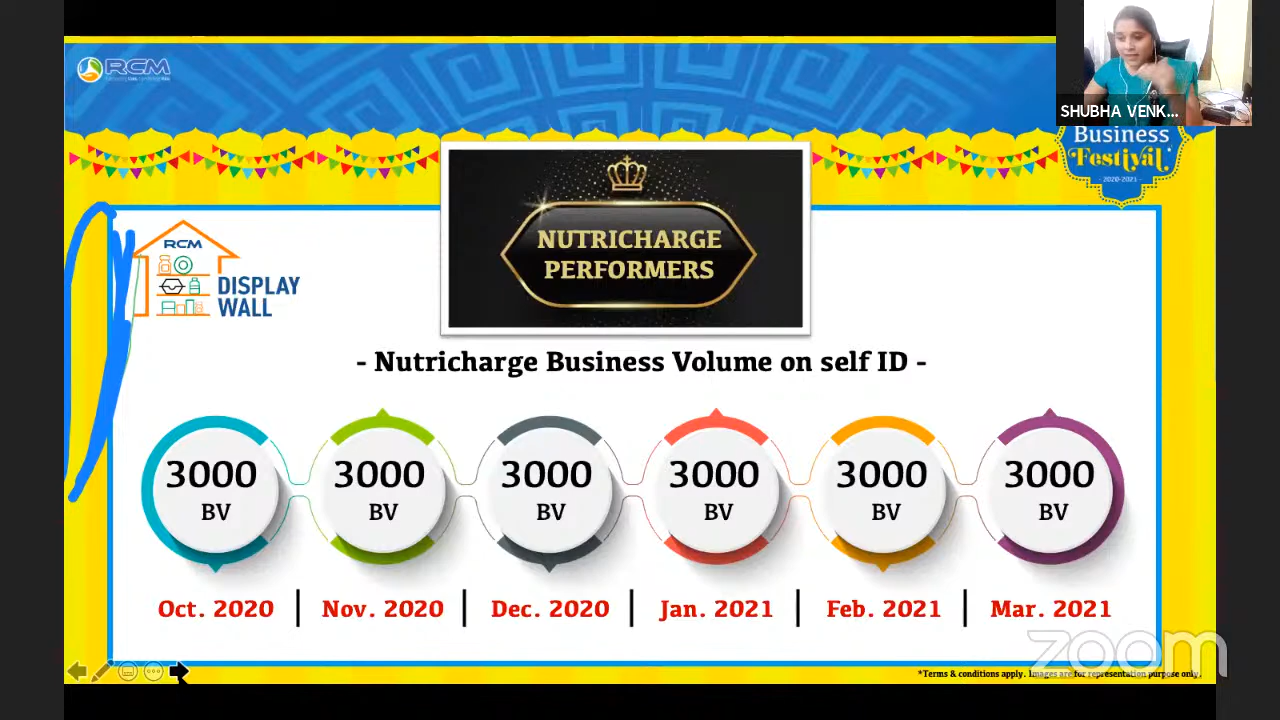 RCM
SHUBHA VENK...
Business
Festival
- 2020-2021 -
RCM
DISPLAY
WALL
NUTRICHARGE
PERFORMERS
- Nutricharge Business Volume on self ID -
3000 3000 3000 3000 3000 3000
BV BV BV BV BV BV
Oct. 2020 Nov. 2020 Dec. 2020 Jan. 2021 Feb. 2021 Mar. 2021
zoom
*Terms & conditions apply. Images are for representation purpose only.